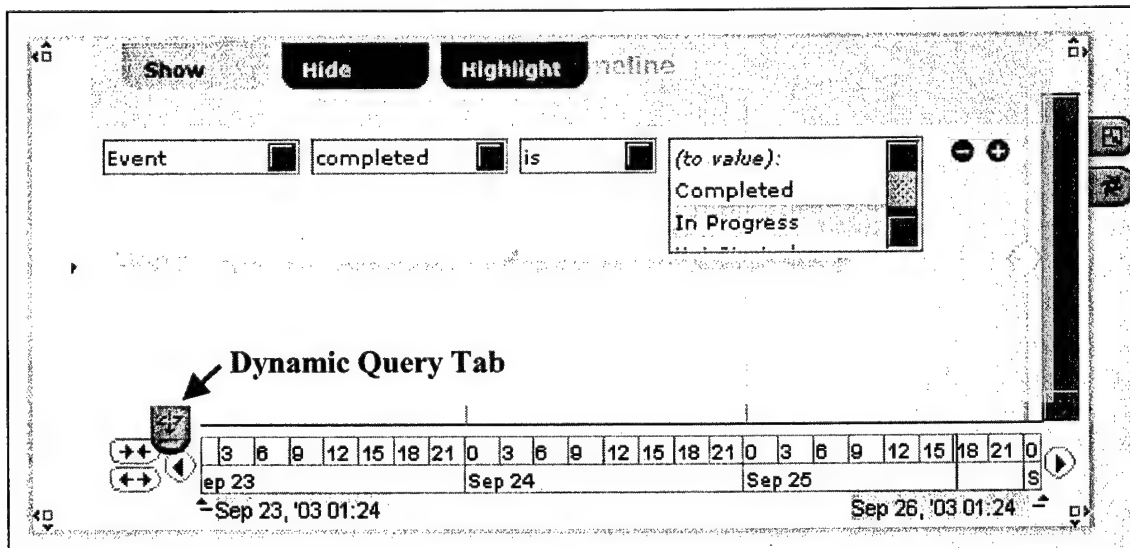 Show Hide Highlight
Event completed is (to value):
Completed
In Progress
Dynamic Query Tab
3 6 9 12 15 18 21 0 3 6 9 12 15 18 21 0 3 6 9 12 15 18 21 0
ep 23 Sep 24 Sep 25 S
Sep 23, '03 01:24 Sep 26, '03 01:24